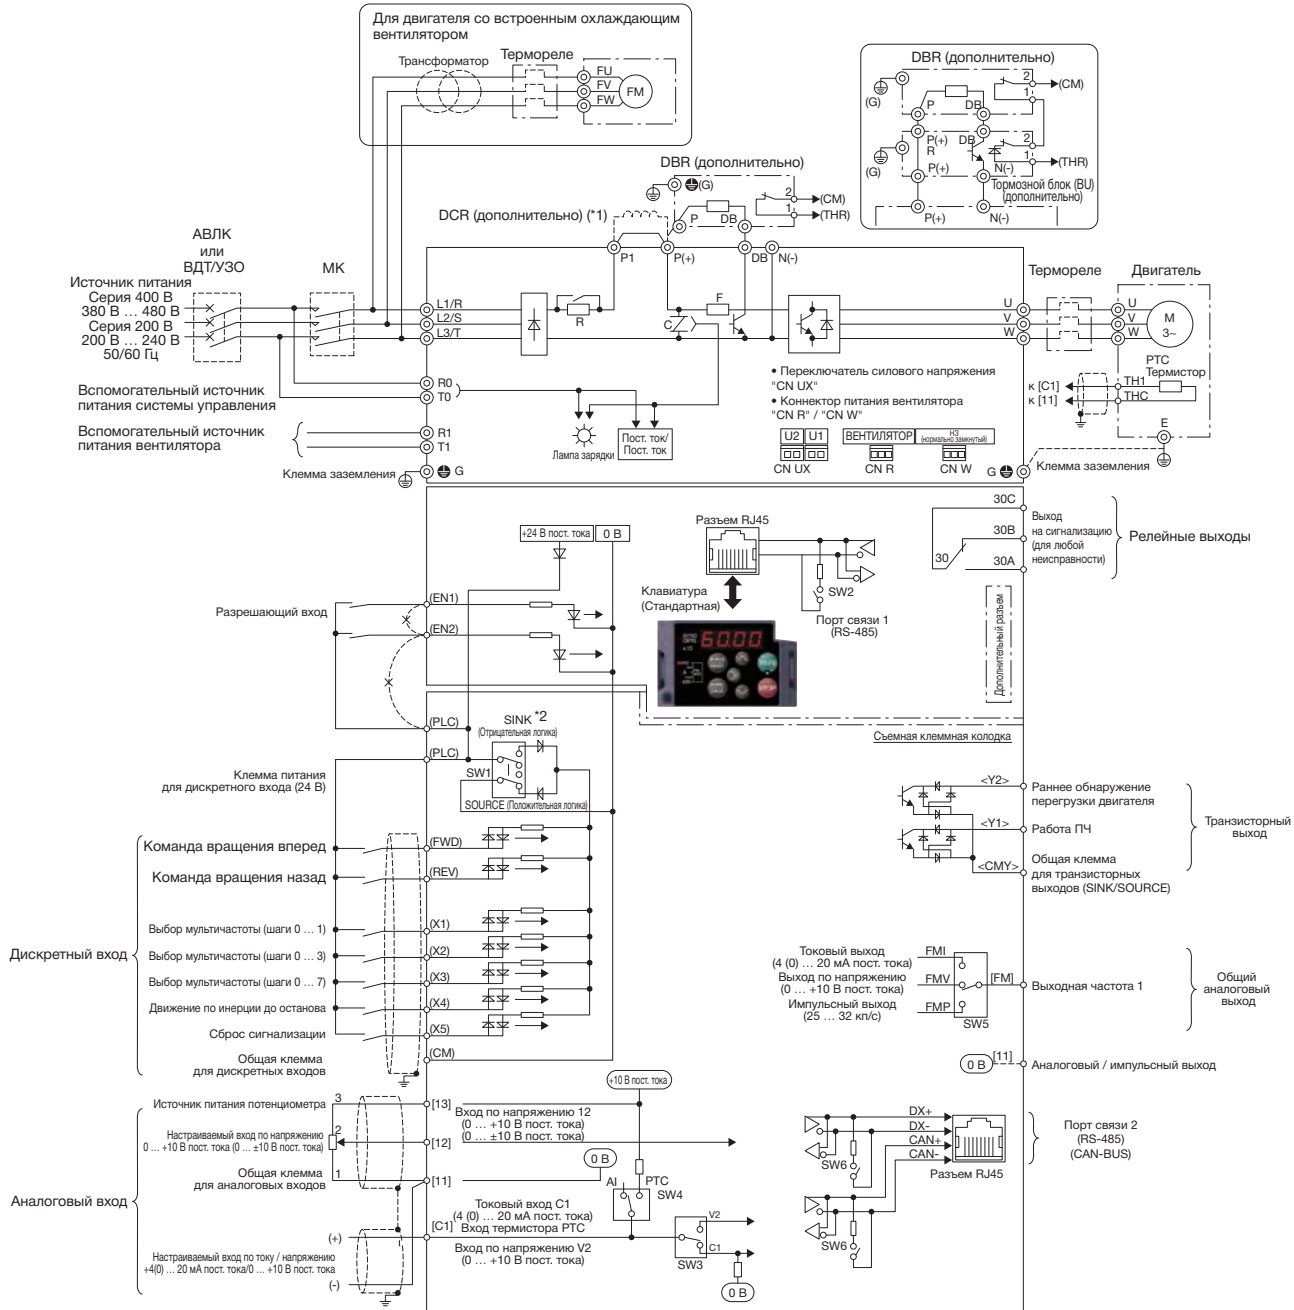 Для двигателя со встроенным охлаждающим
вентилятором
Трансформатор
Термореле
FU
FV
FW
FM
DBR (дополнительно)
(G)
P
DB
2
1
(CM)
P(+)
R
DB
2
1
(THR)
(G)
P(+)
N(-)
Тормозной блок (BU)
(дополнительно)
P(+)
N(-)
DBR (дополнительно)
(G)
2
1
(CM)
(THR)
P
DB
DCR (дополнительно) (*1)
P1
P(+)
DB
N(-)
АВЛК
или
ВДТ/УЗО
МК
Источник питания
Серия 400 В
380 В … 480 В
Серия 200 В
200 В … 240 В
50/60 Гц
L1/R
L2/S
L3/T
R
C
F
U
V
W
Термореле
Двигатель
U
V
W
M
3~
PTC
Термистор
к [C1]
к [11]
TH1
THC
E
Вспомогательный источник
питания системы управления
R0
T0
Вспомогательный источник
питания вентилятора
R1
T1
Клемма заземления
G
Лампа зарядки
Пост. ток/
Пост. ток
• Переключатель силового напряжения
"CN UX"
• Коннектор питания вентилятора
"CN R" / "CN W"
U2
U1
ВЕНТИЛЯТОР
НЗ
(нормально замкнутый)
CN UX
CN R
CN W
G
Клемма заземления
30C
30B
30
30A
Выход
на сигнализацию
(для любой
неисправности)
Релейные выходы
+24 В пост. тока
0 В
Разъем RJ45
SW2
Порт связи 1
(RS-485)
Клавиатура
(Стандартная)
60.00
STOP
Дополнительный разъем
Разрешающий вход
(EN1)
(EN2)
(PLC)
Съемная клеммная колодка
(PLC)
SINK *2
(Отрицательная логика)
SW1
SOURCE (Положительная логика)
Клемма питания
для дискретного входа (24 В)
Дискретный вход
Команда вращения вперед
(FWD)
Команда вращения назад
(REV)
Выбор мультичастоты (шаги 0 … 1)
(X1)
Выбор мультичастоты (шаги 0 … 3)
(X2)
Выбор мультичастоты (шаги 0 … 7)
(X3)
Движение по инерции до останова
(X4)
Сброс сигнализации
(X5)
Общая клемма
для дискретных входов
(CM)
<Y2>
Раннее обнаружение
перегрузки двигателя
<Y1>
Работа ПЧ
<CMY>
Общая клемма
для транзисторных
выходов (SINK/SOURCE)
Транзисторный
выход
Токовый выход
(4 (0) … 20 мА пост. тока)
Выход по напряжению
(0 … +10 В пост. тока)
Импульсный выход
(25 … 32 кп/с)
FMI
FMV
FMP
[FM]
SW5
Выходная частота 1
Общий
аналоговый
выход
0 В
[11]
Аналоговый / импульсный выход
Аналоговый вход
Источник питания потенциометра
3
[13]
Настраиваемый вход по напряжению
0 … +10 В пост. тока (0 … ±10 В пост. тока)
2
[12]
Общая клемма
для аналоговых входов
1
[11]
Настраиваемый вход по току / напряжению
+4(0) … 20 мА пост. тока/0 … +10 В пост. тока
(+)
(-)
[C1]
+10 В пост. тока
Вход по напряжению 12
(0 … +10 В пост. тока)
(0 … ±10 В пост. тока)
0 В
AI
PTC
SW4
Токовый вход C1
(4 (0) … 20 мА пост. тока)
Вход термистора PTC
Вход по напряжению V2
(0 … +10 В пост. тока)
V2
C1
SW3
0 В
DX+
DX-
CAN+
CAN-
SW6
SW6
Разъем RJ45
Порт связи 2
(RS-485)
(CAN-BUS)